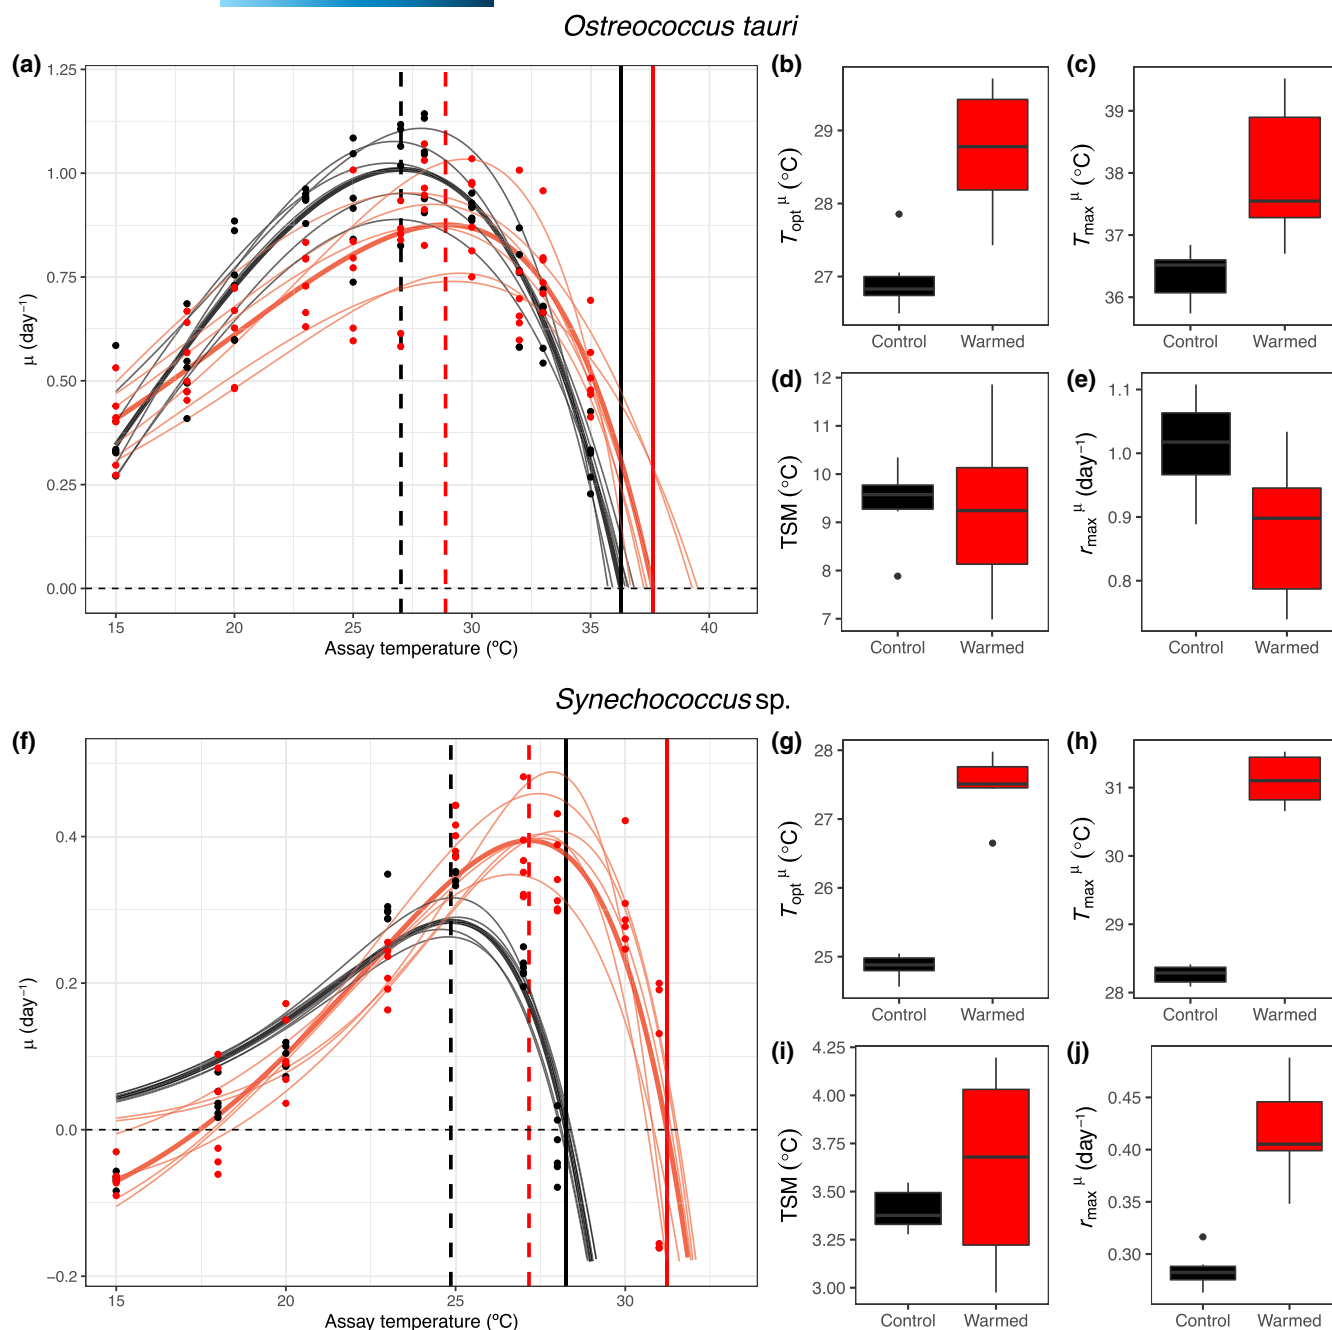 Ostreococcus tauri
(a)
1.25
1.00
0.75
0.50
0.25
0.00
μ (day⁻¹)
15 20 25 30 35 40
Assay temperature (ºC)
(b)
29
28
27
Topt μ (°C)
Control Warmed
(c)
39
38
37
36
Tmax μ (°C)
Control Warmed
(d)
12
11
10
9
8
7
TSM (°C)
Control Warmed
(e)
1.1
1.0
0.9
0.8
rmax μ (day⁻¹)
Control Warmed
Synechococcus sp.
(f)
0.4
0.2
0.0
−0.2
μ (day⁻¹)
15 20 25 30
Assay temperature (ºC)
(g)
28
27
26
25
Topt μ (°C)
Control Warmed
(h)
31
30
29
28
Tmax μ (°C)
Control Warmed
(i)
4.25
4.00
3.75
3.50
3.25
3.00
TSM (°C)
Control Warmed
(j)
0.45
0.40
0.35
0.30
rmax μ (day⁻¹)
Control Warmed